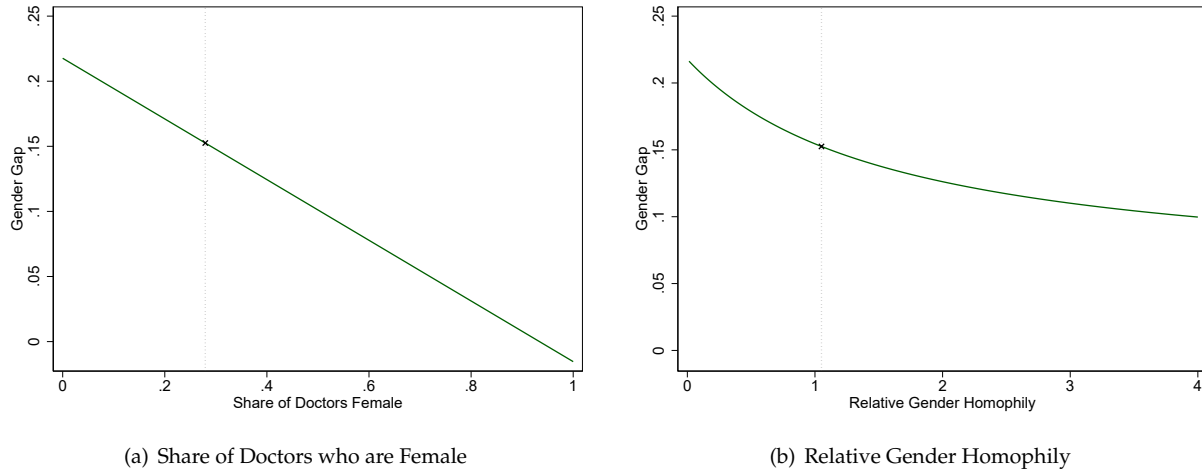 .25
.2
.15
.1
.05
0
Gender Gap
0 .2 .4 .6 .8 1
Share of Doctors Female
(a) Share of Doctors who are Female
.25
.2
.15
.1
.05
0
Gender Gap
0 1 2 3 4
Relative Gender Homophily
(b) Relative Gender Homophily